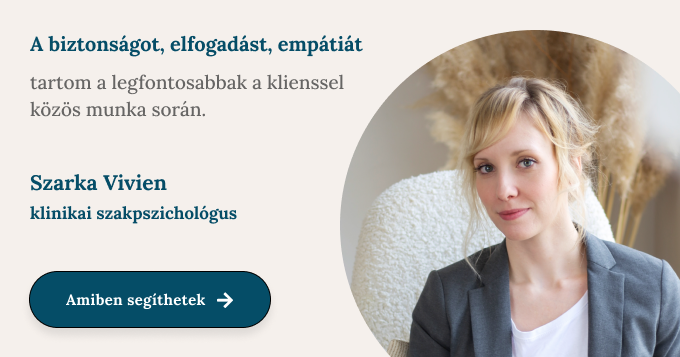 A biztonságot, elfogadást, empátiát
tartom a legfontosabbak a klienssel
közös munka során.
Szarka Vivien
klinikai szakpszichológus
Amiben segíthetek →